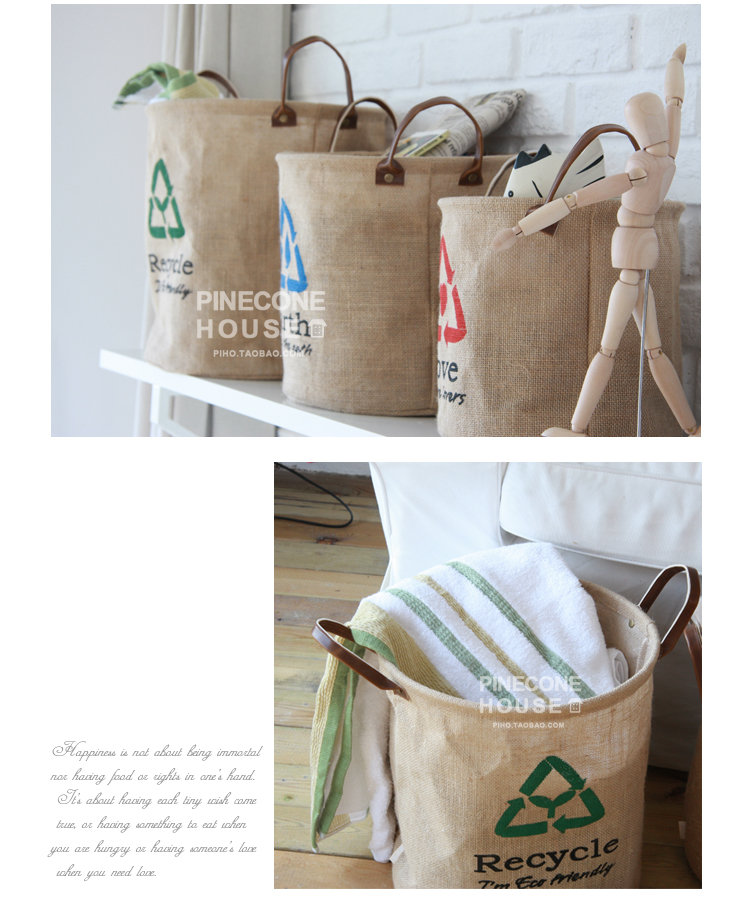 Recycle
PINECONE
HOUSE
PIHO.TAOBAO.COM
PINECONE
HOUSE
PIHO.TAOBAO.COM
Recycle
I'm Eco Friendly
Happiness is not about being immortal
nor having food or rights in one's hand.
It's about having each tiny wish come
true, or having something to eat when
you are hungry or having someone's love
when you need love.